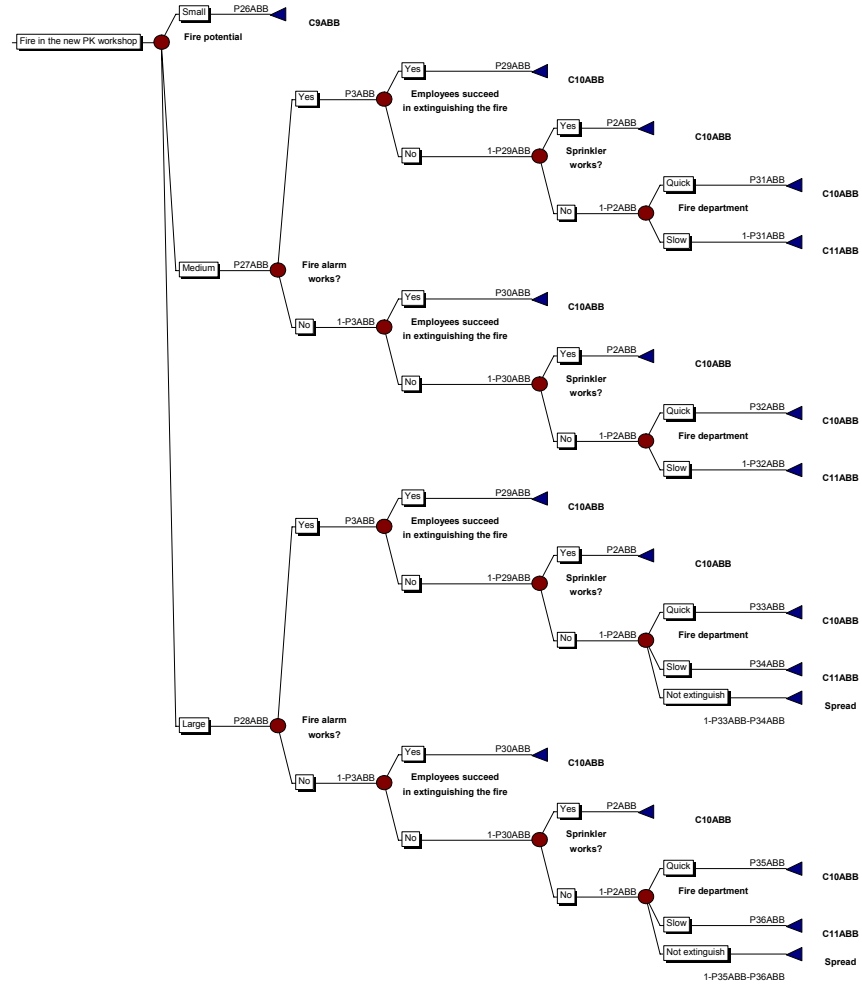 Small P26ABB
C9ABB
Fire in the new PK workshop Fire potential
Yes P29ABB
C10ABB
Yes P3ABB Employees succeed
in extinguishing the fire
Yes P2ABB
C10ABB
No 1-P29ABB Sprinkler
works?
Quick P31ABB
C10ABB
No 1-P2ABB Fire department
Slow 1-P31ABB
C11ABB
Medium P27ABB Fire alarm
works?
Yes P30ABB
C10ABB
No 1-P3ABB Employees succeed
in extinguishing the fire
Yes P2ABB
C10ABB
No 1-P30ABB Sprinkler
works?
Quick P32ABB
C10ABB
No 1-P2ABB Fire department
Slow 1-P32ABB
C11ABB
Yes P29ABB
C10ABB
Yes P3ABB Employees succeed
in extinguishing the fire
Yes P2ABB
C10ABB
No 1-P29ABB Sprinkler
works?
Quick P33ABB
C10ABB
No 1-P2ABB Fire department
Slow P34ABB
C11ABB
Not extinguish
Spread
1-P33ABB-P34ABB
Large P28ABB Fire alarm
works?
Yes P30ABB
C10ABB
No 1-P3ABB Employees succeed
in extinguishing the fire
Yes P2ABB
C10ABB
No 1-P30ABB Sprinkler
works?
Quick P35ABB
C10ABB
No 1-P2ABB Fire department
Slow P36ABB
C11ABB
Not extinguish
Spread
1-P35ABB-P36ABB